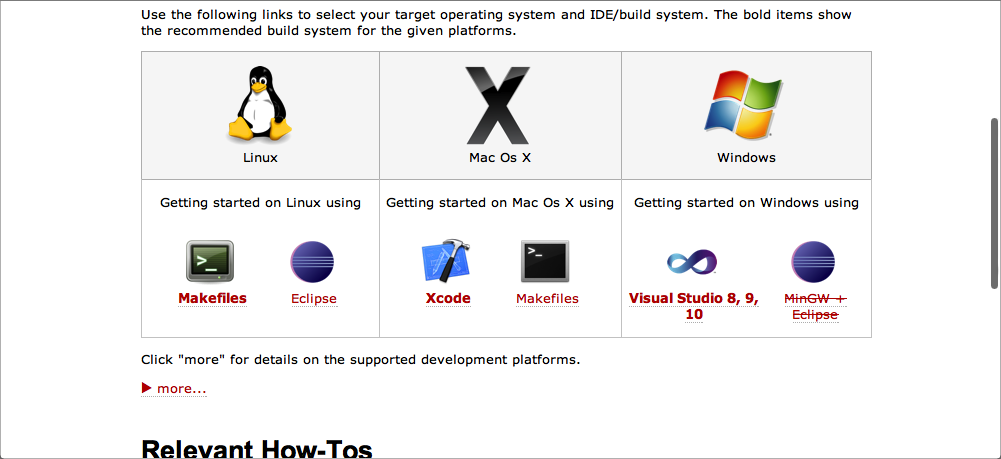 Use the following links to select your target operating system and IDE/build system. The bold items show
the recommended build system for the given platforms.
Linux
Mac Os X
Windows
Getting started on Linux using
Getting started on Mac Os X using
Getting started on Windows using
>_
>_
Makefiles
Eclipse
Xcode
Makefiles
Visual Studio 8, 9,
10
MinGW +
Eclipse
Click "more" for details on the supported development platforms.
▶ more...
Relevant How-Tos